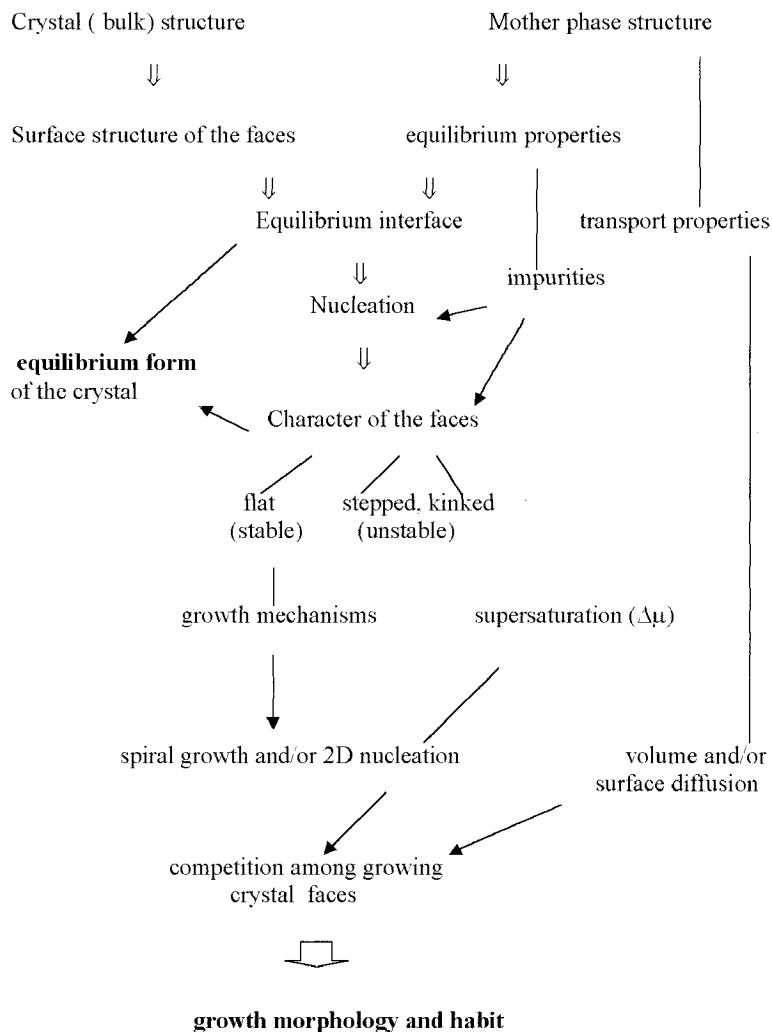 Crystal ( bulk) structure
Mother phase structure
Surface structure of the faces
equilibrium properties
Equilibrium interface
transport properties
impurities
Nucleation
equilibrium form
of the crystal
Character of the faces
flat
(stable)
stepped, kinked
(unstable)
growth mechanisms
supersaturation (Δμ)
spiral growth and/or 2D nucleation
volume and/or
surface diffusion
competition among growing
crystal faces
growth morphology and habit